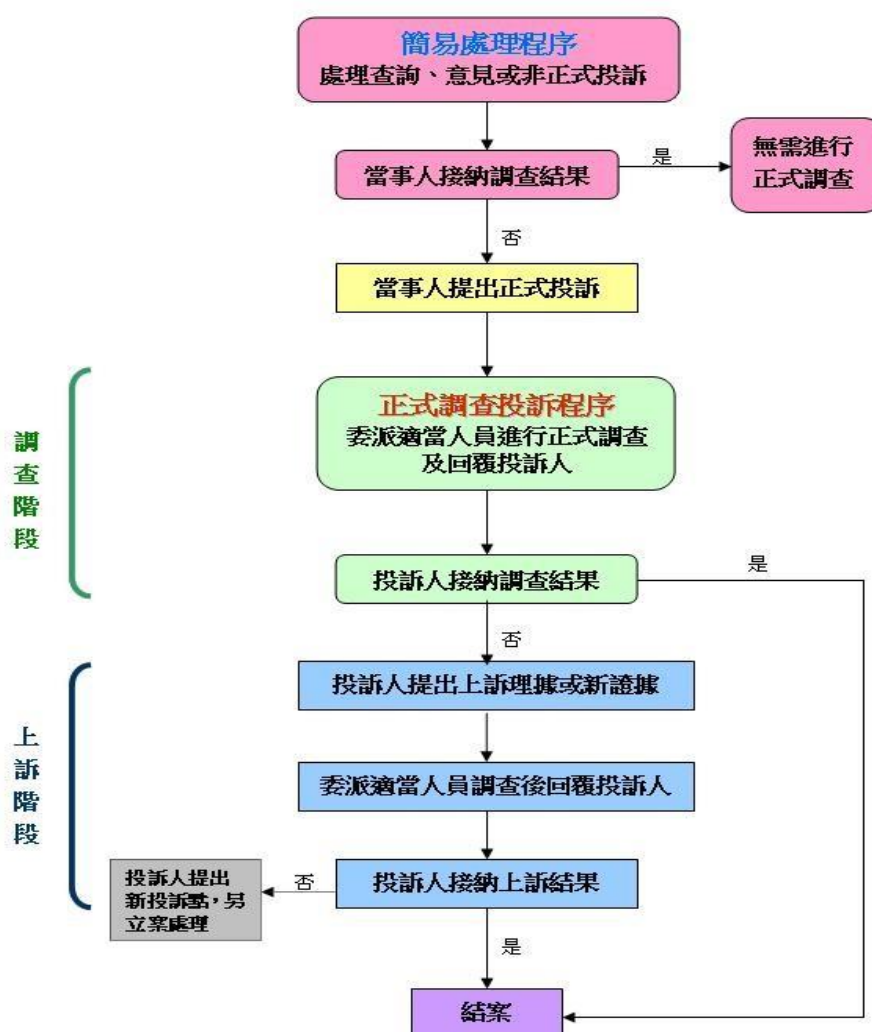 簡易處理程序
處理查詢、意見或非正式投訴
當事人接納調查結果
是
無需進行
正式調查
否
當事人提出正式投訴
調查階段
正式調查投訴程序
委派適當人員進行正式調查
及回覆投訴人
投訴人接納調查結果
是
否
上訴階段
投訴人提出上訴理據或新證據
委派適當人員調查後回覆投訴人
投訴人接納上訴結果
否
投訴人提出
新投訴點，另
立案處理
是
結案